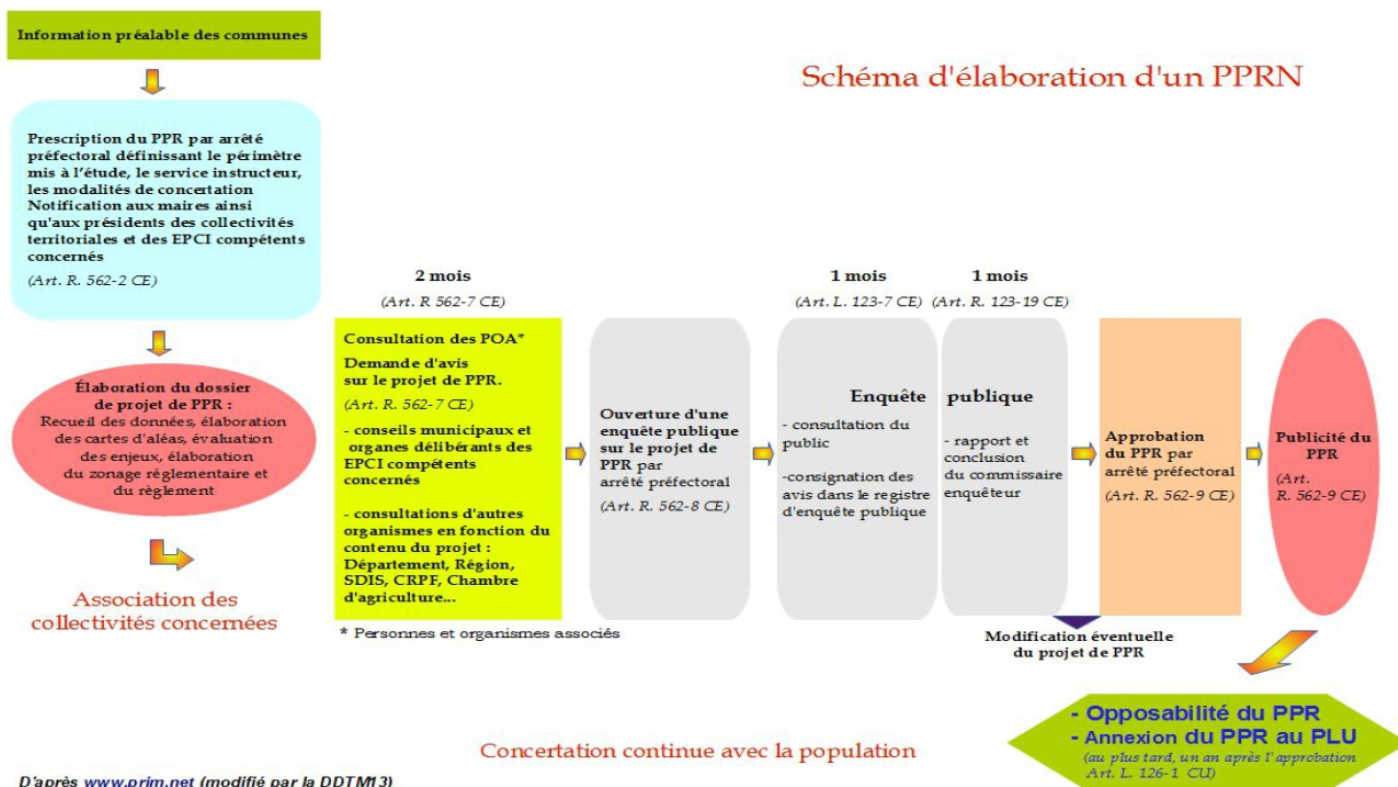 Information préalable des communes
Schéma d'élaboration d'un PPRN
Prescription du PPR par arrêté
préfectoral définissant le périmètre
mis à l'étude, le service instructeur,
les modalités de concertation
Notification aux maires ainsi
qu'aux présidents des collectivités
territoriales et des EPCI compétents
concernés
(Art. R. 562-2 CE)
Élaboration du dossier
de projet de PPR :
Recueil des données, élaboration
des cartes d'aléas, évaluation
des enjeux, élaboration
du zonage réglementaire et
du règlement
Association des
collectivités concernées
2 mois
(Art. R 562-7 CE)
Consultation des POA*
Demande d'avis
sur le projet de PPR.
(Art. R. 562-7 CE)
- conseils municipaux et
organes délibérants des
EPCI compétents
concernés
- consultations d'autres
organismes en fonction du
contenu du projet :
Département, Région,
SDIS, CRPF, Chambre
d'agriculture...
* Personnes et organismes associés
Ouverture d'une
enquête publique
sur le projet de
PPR par
arrêté préfectoral
(Art. R. 562-8 CE)
1 mois
(Art. L. 123-7 CE)
1 mois
(Art. R. 123-19 CE)
Enquête publique
- consultation du
public
-consignation des
avis dans le registre
d'enquête publique
- rapport et
conclusion
du commissaire
enquêteur
Modification éventuelle
du projet de PPR
Approbation
du PPR par
arrêté préfectoral
(Art. R. 562-9 CE)
Publicité du
PPR
(Art.
R. 562-9 CE)
- Opposabilité du PPR
- Annexion du PPR au PLU
(au plus tard, un an après l'approbation
Art. L. 126-1 CU)
Concertation continue avec la population
D'après www.prim.net (modifié par la DDTM13)